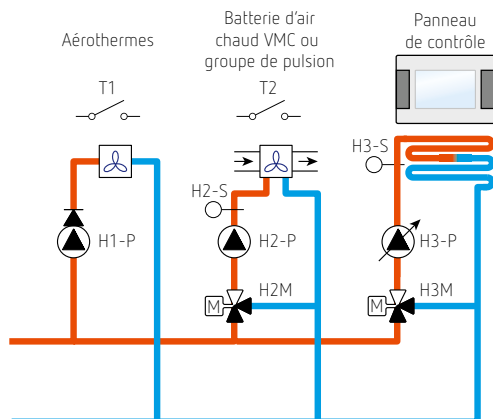 Aérothermes
Batterie d'air
chaud VMC ou
groupe de pulsion
Panneau
de contrôle
T1
T2
H3-S
H2-S
H1-P
H2-P
H3-P
M
H2M
M
H3M